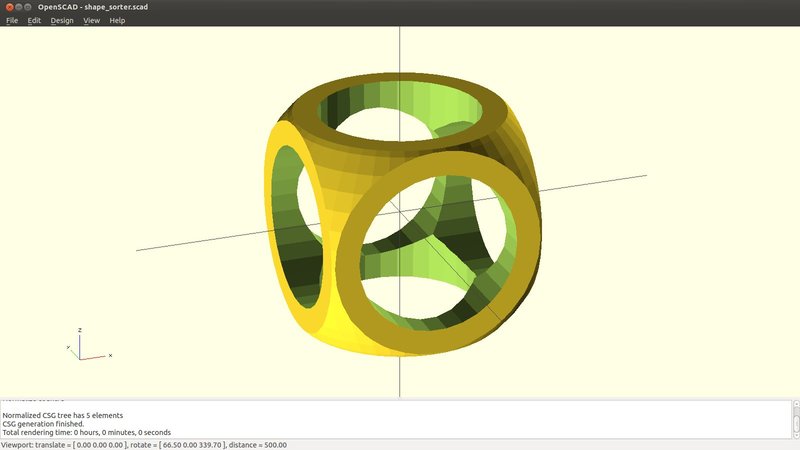 OpenSCAD - shape_sorter.scad
File Edit Design View Help
z
y
x
Normalized CSG tree has 5 elements
CSG generation finished.
Total rendering time: 0 hours, 0 minutes, 0 seconds
Viewport: translate = [ 0.00 0.00 0.00 ], rotate = [ 66.50 0.00 339.70 ], distance = 500.00